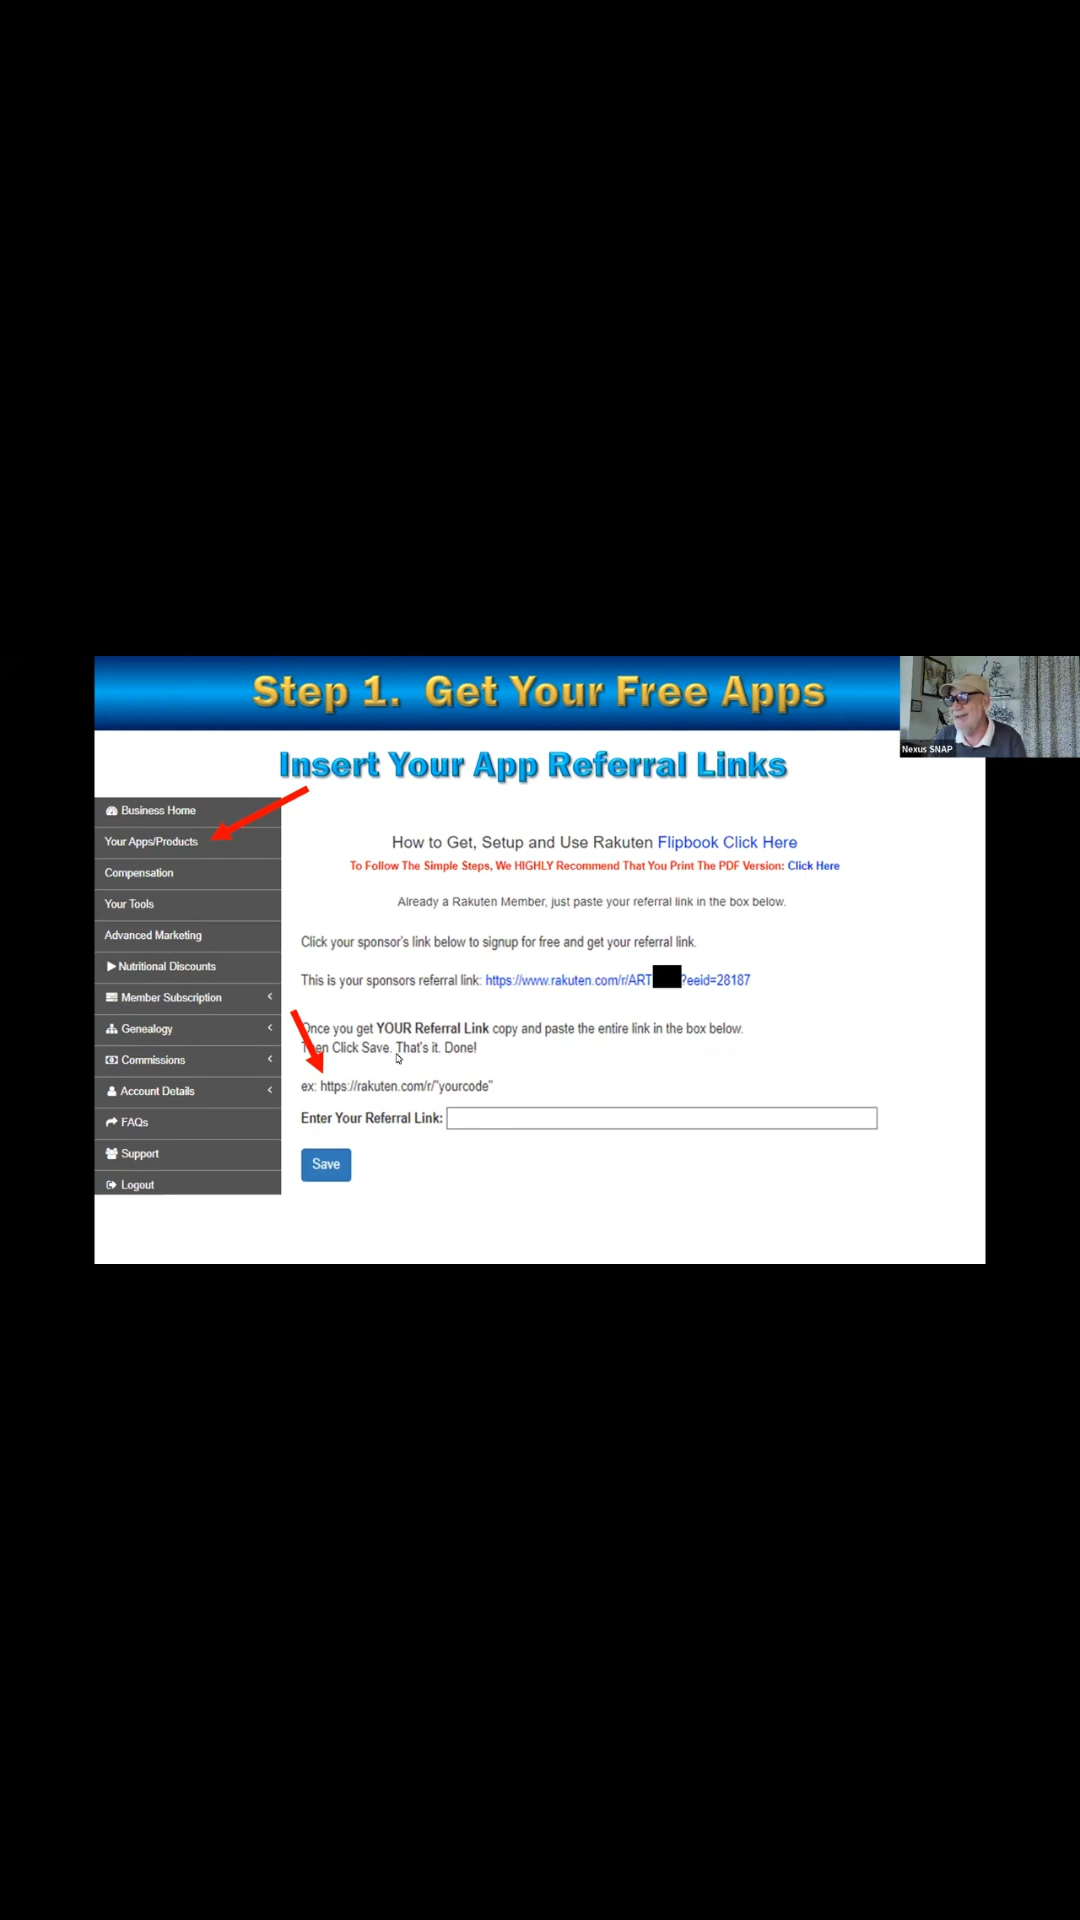 Step 1. Get Your Free Apps
Nexus SNAP
Insert Your App Referral Links
Business Home
Your Apps/Products
Compensation
Your Tools
Advanced Marketing
Nutritional Discounts
Member Subscription
Genealogy
Commissions
Account Details
FAQs
Support
Logout
How to Get, Setup and Use Rakuten Flipbook Click Here
To Follow The Simple Steps, We HIGHLY Recommend That You Print The PDF Version: Click Here
Already a Rakuten Member, just paste your referral link in the box below.
Click your sponsor's link below to signup for free and get your referral link.
This is your sponsors referral link: https://www.rakuten.com/r/ART ?eeid=28187
Once you get YOUR Referral Link copy and paste the entire link in the box below.
Then Click Save. That's it. Done!
ex: https://rakuten.com/r/"yourcode"
Enter Your Referral Link:
Save